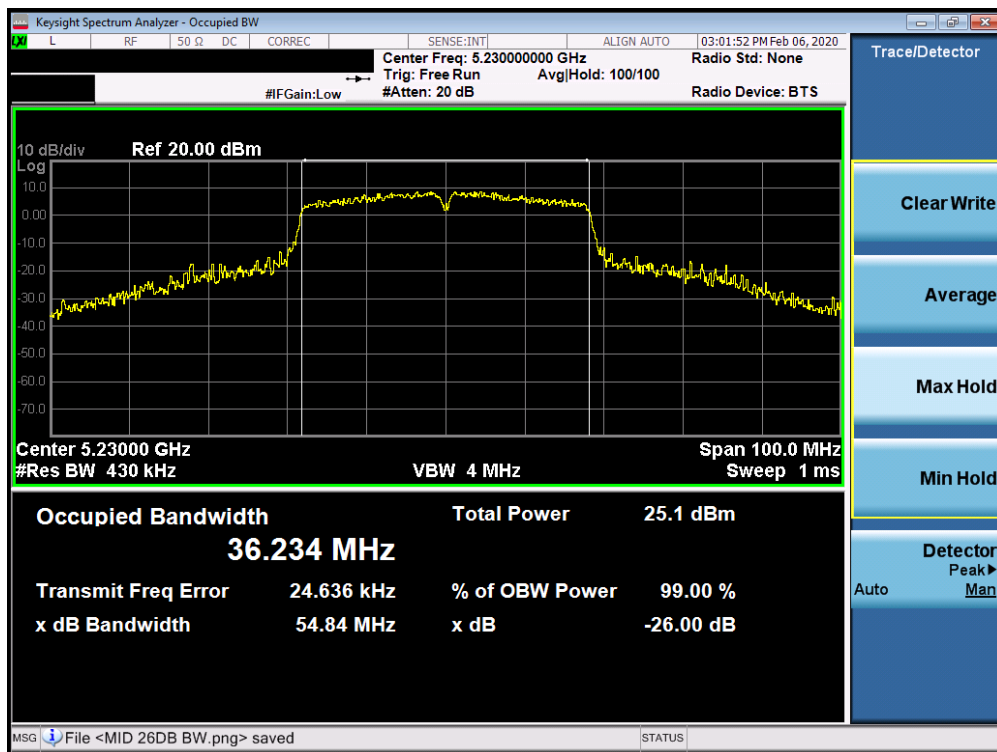 Keysight Spectrum Analyzer - Occupied BW
LXI L RF 50 Ω DC CORREC SENSE:INT ALIGN AUTO 03:01:52 PM Feb 06, 2020
Center Freq: 5.230000000 GHz Radio Std: None
Trig: Free Run Avg|Hold: 100/100
#IFGain:Low #Atten: 20 dB Radio Device: BTS
10 dB/div Ref 20.00 dBm
Log
10.0
0.00
-10.0
-20.0
-30.0
-40.0
-50.0
-60.0
-70.0
Center 5.23000 GHz Span 100.0 MHz
#Res BW 430 kHz VBW 4 MHz Sweep 1 ms
Occupied Bandwidth Total Power 25.1 dBm
36.234 MHz
Transmit Freq Error 24.636 kHz % of OBW Power 99.00 %
x dB Bandwidth 54.84 MHz x dB -26.00 dB
MSG File <MID 26DB BW.png> saved STATUS
Trace/Detector
Clear Write
Average
Max Hold
Min Hold
Detector
Peak▶
Auto Man